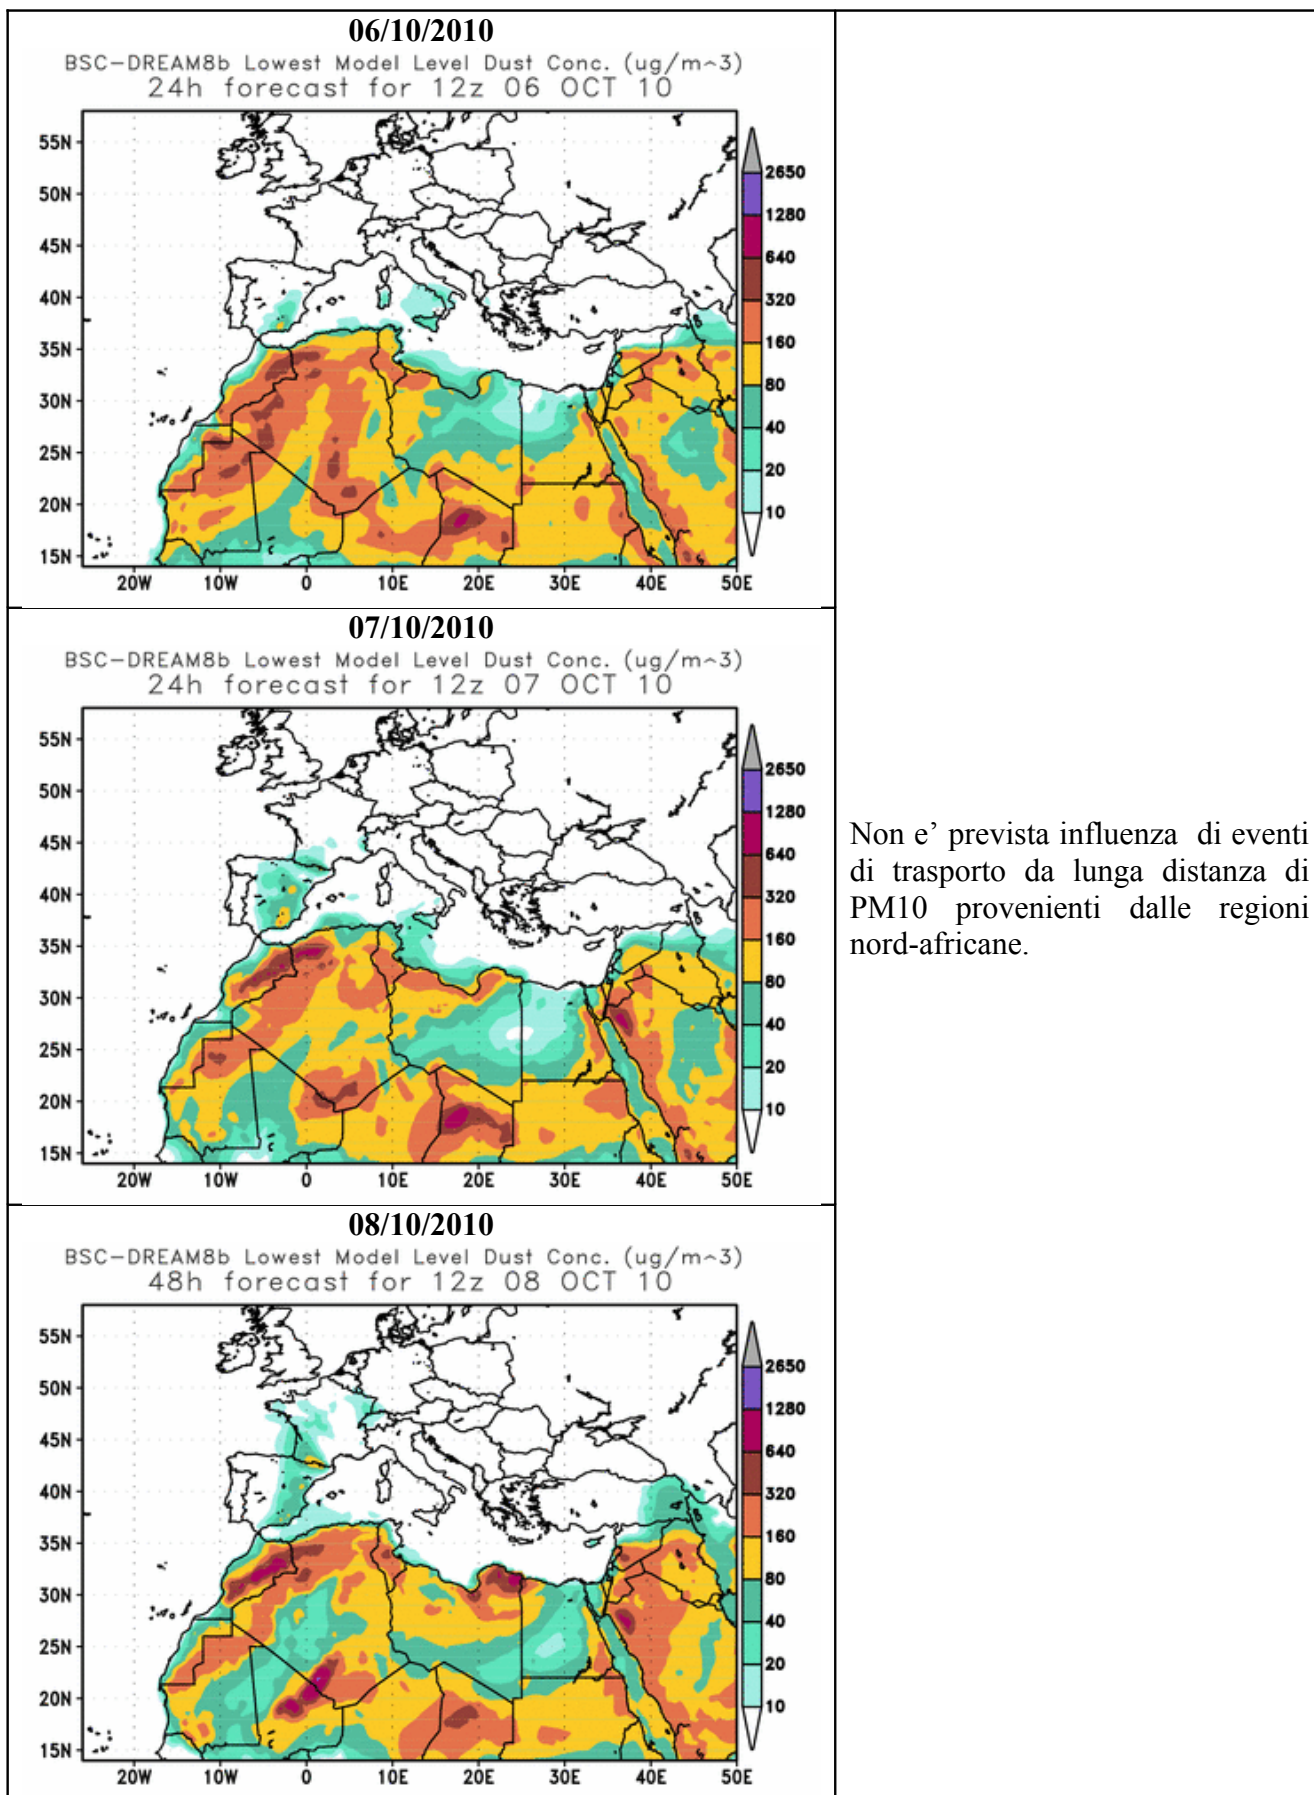 06/10/2010
BSC-DREAM8b Lowest Model Level Dust Conc. (ug/m^3)
24h forecast for 12z 06 OCT 10
55N
50N
45N
40N
35N
30N
25N
20N
15N
20W 10W 0 10E 20E 30E 40E 50E
2650
1280
640
320
160
80
40
20
10
07/10/2010
BSC-DREAM8b Lowest Model Level Dust Conc. (ug/m^3)
24h forecast for 12z 07 OCT 10
55N
50N
45N
40N
35N
30N
25N
20N
15N
20W 10W 0 10E 20E 30E 40E 50E
2650
1280
640
320
160
80
40
20
10
Non e’ prevista influenza di eventi
di trasporto da lunga distanza di
PM10 provenienti dalle regioni
nord-africane.
08/10/2010
BSC-DREAM8b Lowest Model Level Dust Conc. (ug/m^3)
48h forecast for 12z 08 OCT 10
55N
50N
45N
40N
35N
30N
25N
20N
15N
20W 10W 0 10E 20E 30E 40E 50E
2650
1280
640
320
160
80
40
20
10